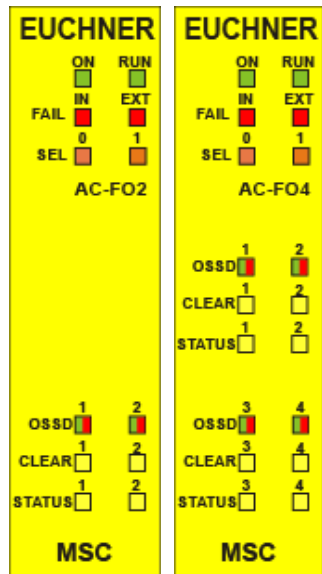 EUCHNER
ON RUN
IN EXT
FAIL
0 1
SEL
AC-FO2
1 2
OSSD
1 2
CLEAR
1 2
STATUS
MSC
EUCHNER
ON RUN
IN EXT
FAIL
0 1
SEL
AC-FO4
1 2
OSSD
1 2
CLEAR
1 2
STATUS
3 4
OSSD
3 4
CLEAR
3 4
STATUS
MSC